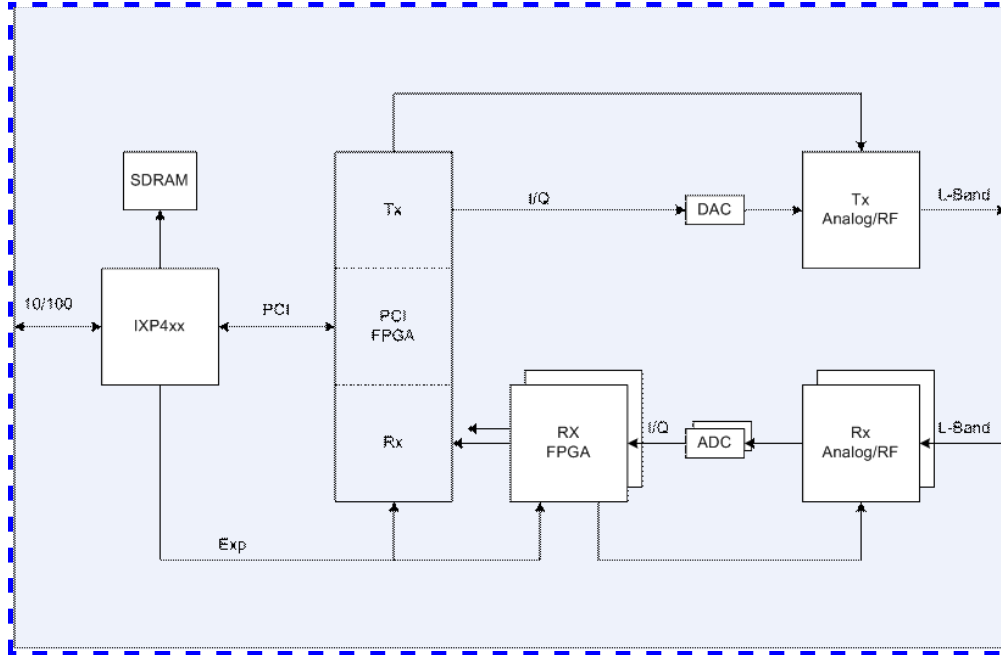 SDRAM
Tx
I/Q
DAC
Tx
Analog/RF
L-Band
10/100
IXP4xx
PCI
PCI
FPGA
Rx
RX
FPGA
I/Q
ADC
Rx
Analog/RF
L-Band
Exp